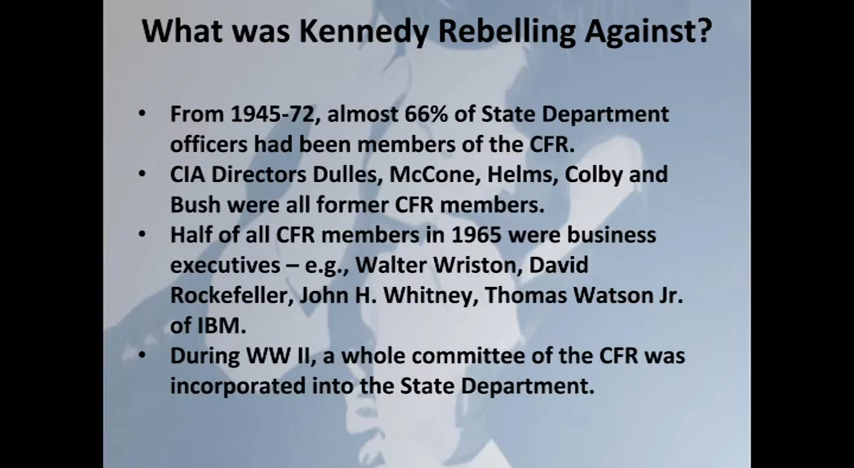 What was Kennedy Rebelling Against?
• From 1945-72, almost 66% of State Department
officers had been members of the CFR.
• CIA Directors Dulles, McCone, Helms, Colby and
Bush were all former CFR members.
• Half of all CFR members in 1965 were business
executives – e.g., Walter Wriston, David
Rockefeller, John H. Whitney, Thomas Watson Jr.
of IBM.
• During WW II, a whole committee of the CFR was
incorporated into the State Department.